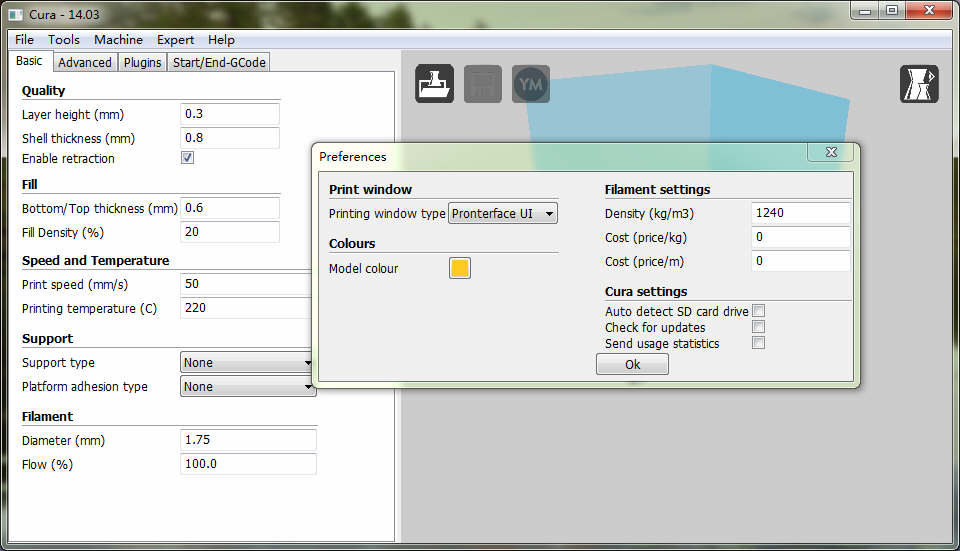 Cura - 14.03
File Tools Machine Expert Help
Basic Advanced Plugins Start/End-GCode
Quality
Layer height (mm) 0.3
Shell thickness (mm) 0.8
Enable retraction
Fill
Bottom/Top thickness (mm) 0.6
Fill Density (%) 20
Speed and Temperature
Print speed (mm/s) 50
Printing temperature (C) 220
Support
Support type None
Platform adhesion type None
Filament
Diameter (mm) 1.75
Flow (%) 100.0
YM
Preferences
Print window
Printing window type Pronterface UI
Colours
Model colour
Filament settings
Density (kg/m3) 1240
Cost (price/kg) 0
Cost (price/m) 0
Cura settings
Auto detect SD card drive
Check for updates
Send usage statistics
Ok